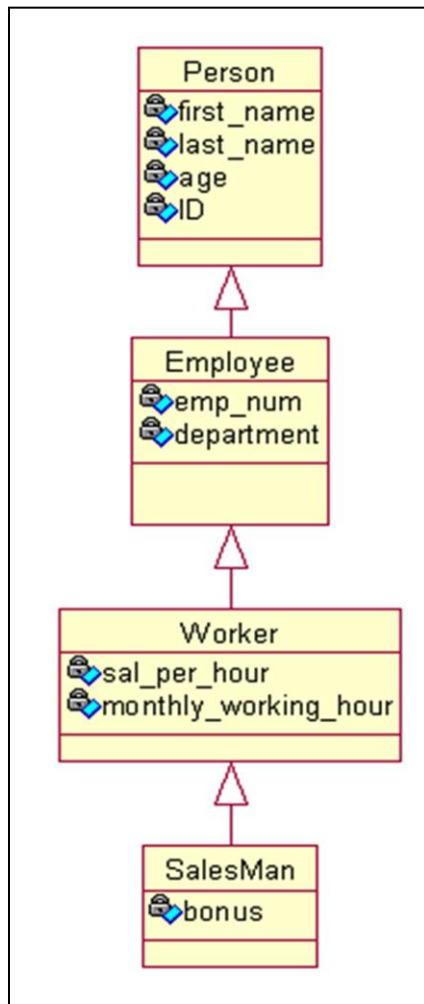 Person
first_name
last_name
age
ID
Employee
emp_num
department
Worker
sal_per_hour
monthly_working_hour
SalesMan
bonus